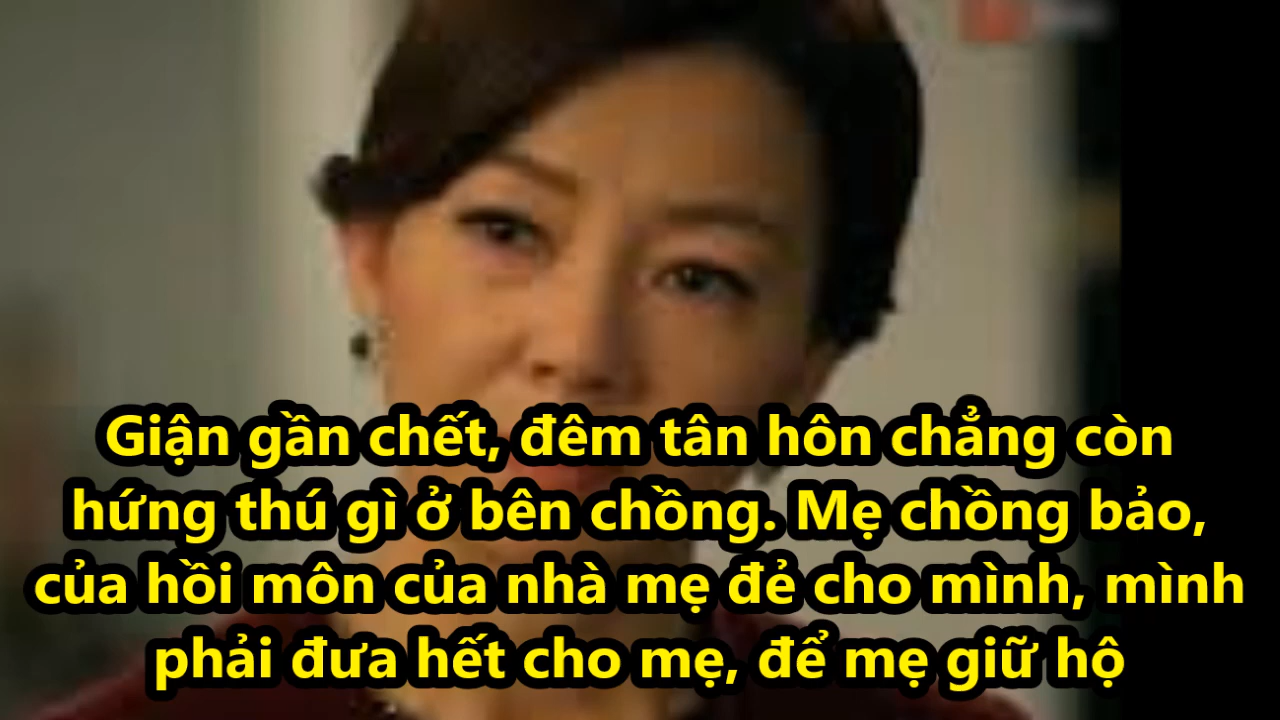 Giận gần chết, đêm tân hôn chẳng còn
hứng thú gì ở bên chồng. Mẹ chồng bảo,
của hồi môn của nhà mẹ đẻ cho mình, mình
phải đưa hết cho mẹ, để mẹ giữ hộ